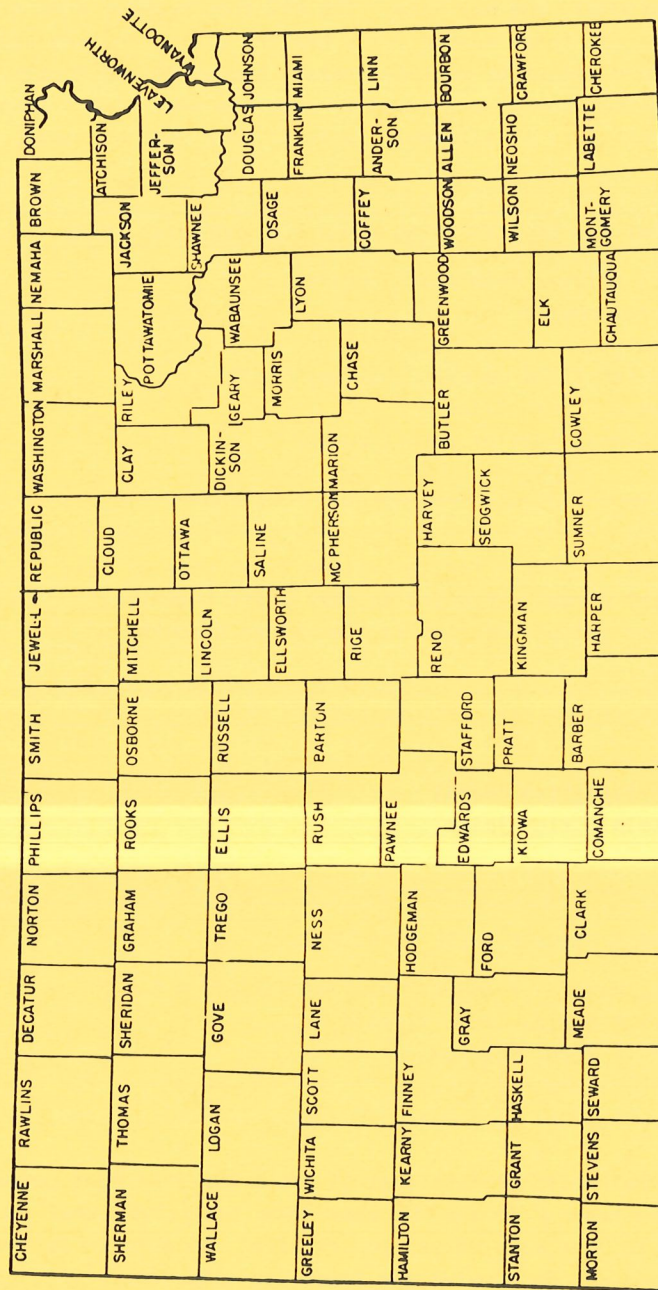 CHEYENNE
RAWLINS
DECATUR
NORTON
PHILLIPS
SMITH
JEWEL-L
REPUBLIC
WASHINGTON
MARSHALL
NEMAHA
BROWN
DONIPHAN
SHERMAN
THOMAS
SHERIDAN
GRAHAM
ROOKS
OSBORNE
MITCHELL
CLOUD
CLAY
RILEY
POTTAWATOMIE
JACKSON
ATCHISON
JEFFER-
SON
LEAVENWORTH
WYANDOTTE
WALLACE
LOGAN
GOVE
TREGO
ELLIS
RUSSELL
LINCOLN
OTTAWA
DICKIN-
SON
GEARY
WABAUNSEE
SHAWNEE
DOUGLAS
JOHNSON
GREELEY
WICHITA
SCOTT
LANE
NESS
RUSH
BARTON
ELLSWORTH
SALINE
MORRIS
LYON
OSAGE
FRANKLIN
MIAMI
HAMILTON
KEARNY
FINNEY
HODGEMAN
PAWNEE
RICE
MC PHERSON
MARION
CHASE
COFFEY
ANDER-
SON
LINN
GRAY
FORD
EDWARDS
STAFFORD
RENO
HARVEY
BUTLER
GREENWOOD
WOODSON
ALLEN
BOURBON
STANTON
GRANT
HASKELL
KIOWA
PRATT
KINGMAN
SEDGWICK
ELK
WILSON
NEOSHO
CRAWFORD
MORTON
STEVENS
SEWARD
MEADE
CLARK
COMANCHE
BARBER
HARPER
SUMNER
COWLEY
CHAUTAUQUA
MONT-
GOMERY
LABETTE
CHEROKEE